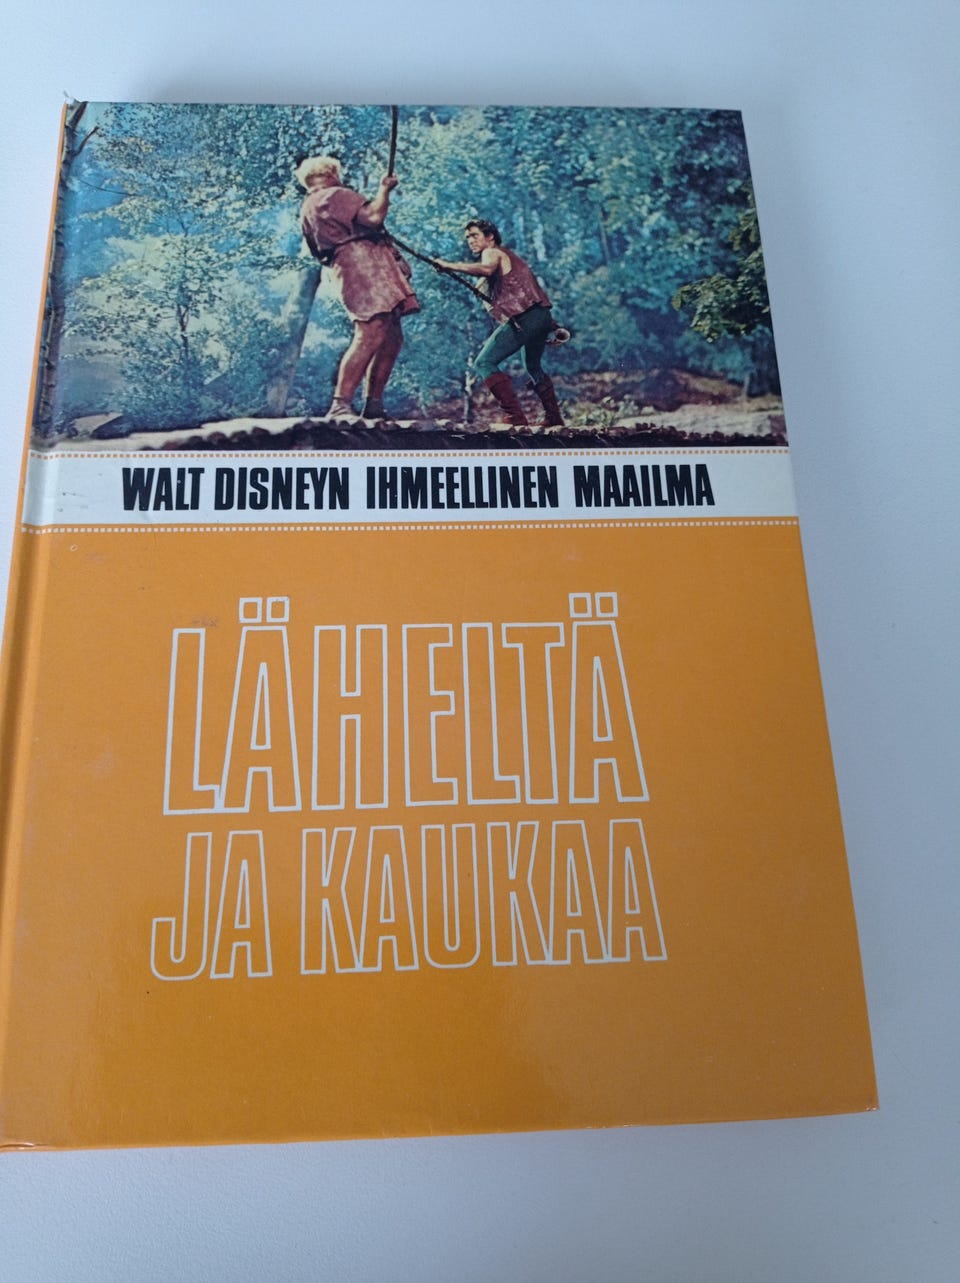 WALT DISNEYN IHMEELLINEN MAAILMA
LÄHELTÄ
JA KAUKAA